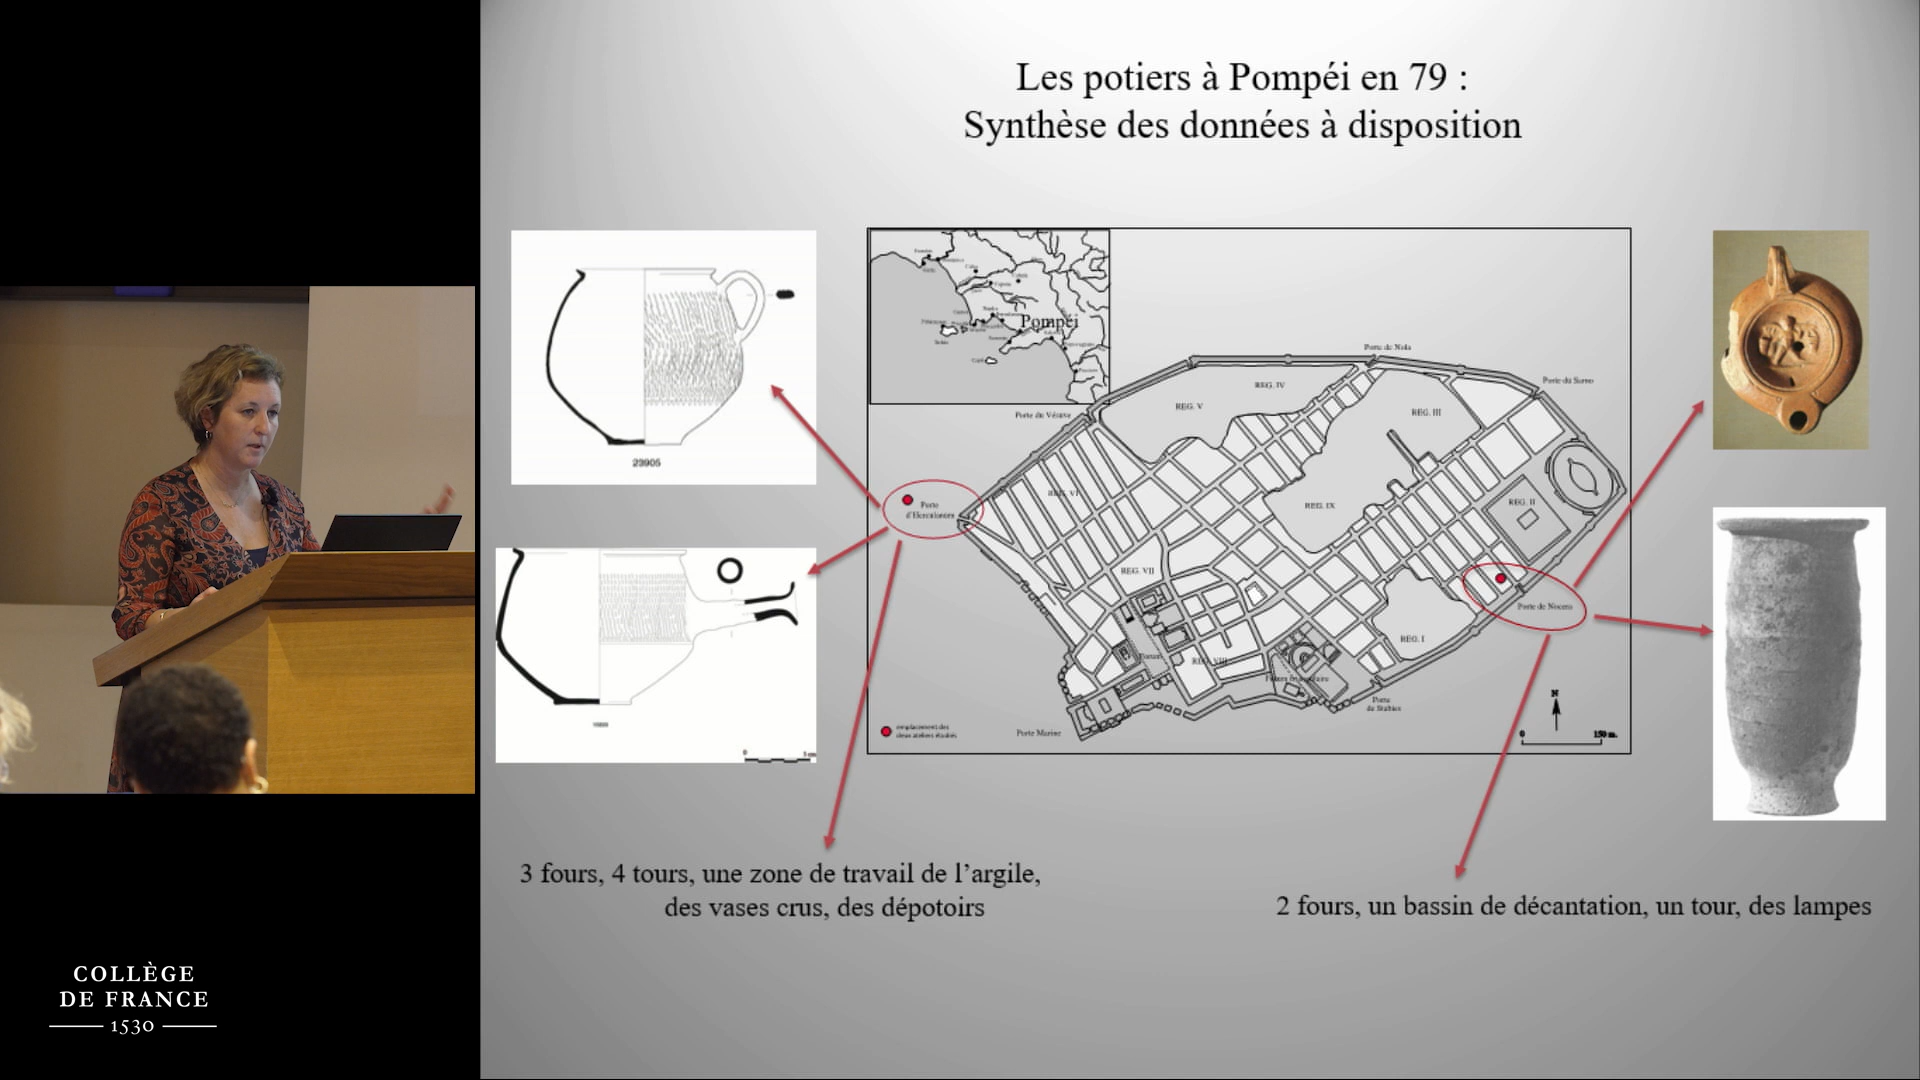 Les potiers à Pompéi en 79 :
Synthèse des données à disposition
23905
Pompéi
Porte de Nola
Porte du Sarno
Porte du Vésuve
REG. IV
REG. V
REG. III
REG. VI
REG. IX
REG. II
Porte
d'Herculanum
REG. VII
Porte de Nocera
REG. I
REG. VIII
Forum
Porte
de Stabies
Porte Marine
emplacement des
deux ateliers étudiés
N
0
150 m.
0
3 fours, 4 tours, une zone de travail de l'argile,
des vases crus, des dépotoirs
2 fours, un bassin de décantation, un tour, des lampes
COLLÈGE
DE FRANCE
1530